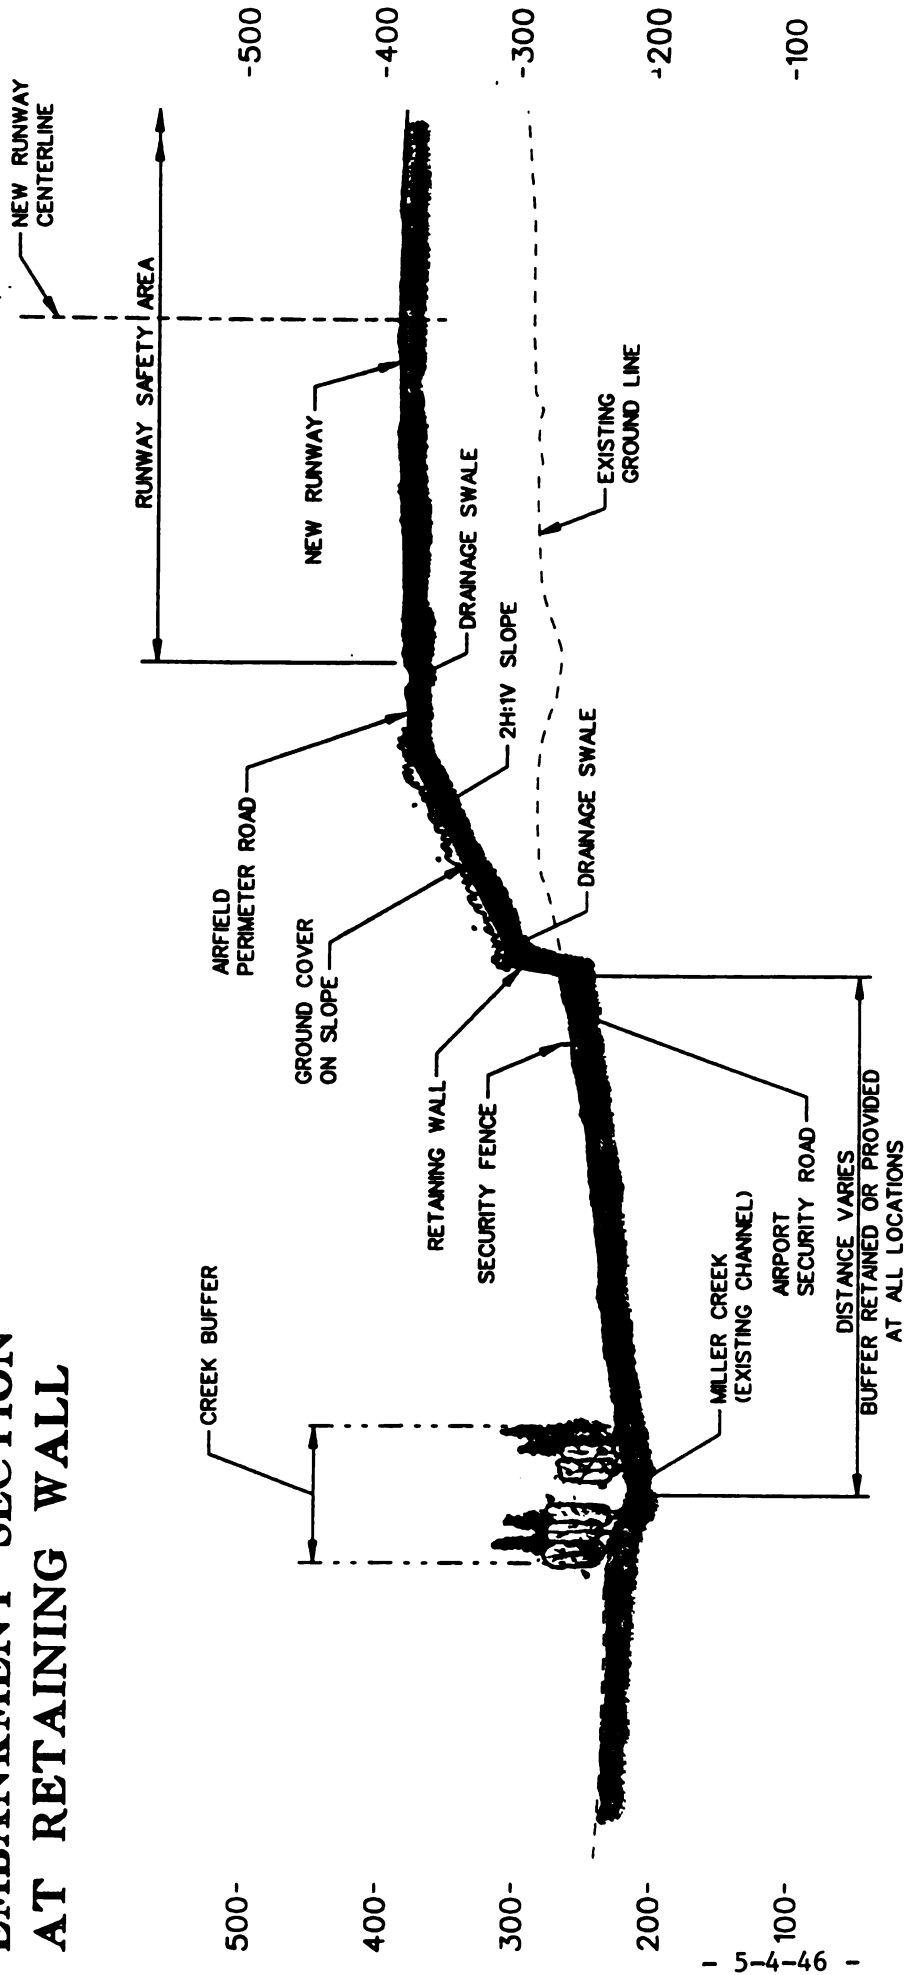 EMBANKMENT SECTION
AT RETAINING WALL
NEW RUNWAY
CENTERLINE
RUNWAY SAFETY AREA
NEW RUNWAY
DRAINAGE SWALE
2H:1V SLOPE
AIRFIELD
PERIMETER ROAD
GROUND COVER
ON SLOPE
EXISTING
GROUND LINE
DRAINAGE SWALE
RETAINING WALL
SECURITY FENCE
CREEK BUFFER
MILLER CREEK
(EXISTING CHANNEL)
AIRPORT
SECURITY ROAD
DISTANCE VARIES
BUFFER RETAINED OR PROVIDED
AT ALL LOCATIONS
500-
400-
300-
200-
100-
-500
-400
-300
-200
-100
- 5-4-46 -